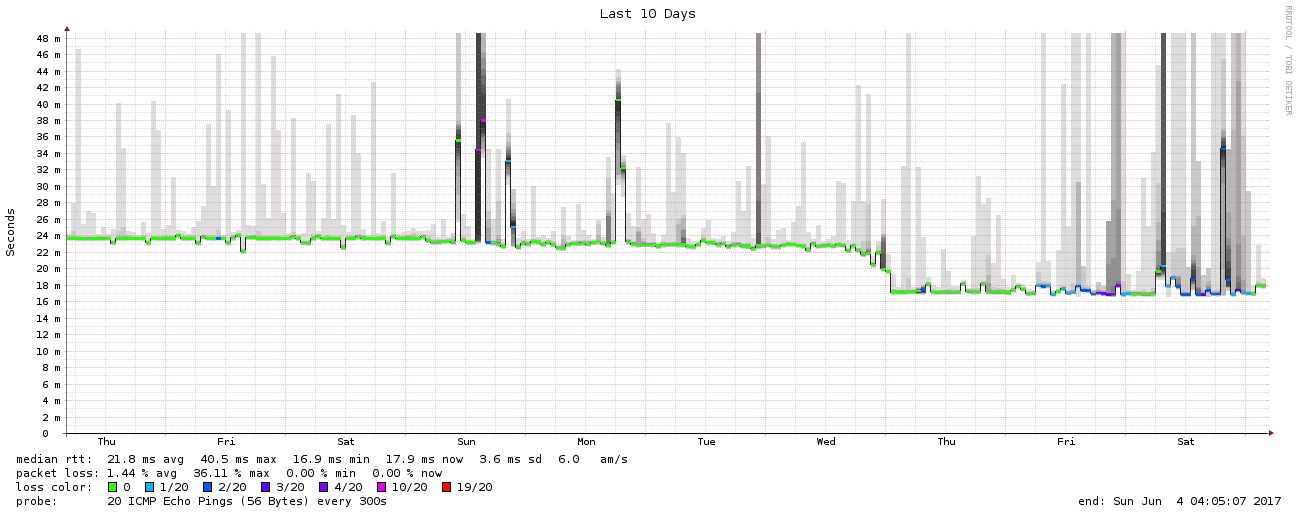 Last 10 Days
RRDTOOL / TOBI OETIKER
Seconds
48 m
46 m
44 m
42 m
40 m
38 m
36 m
34 m
32 m
30 m
28 m
26 m
24 m
22 m
20 m
18 m
16 m
14 m
12 m
10 m
8 m
6 m
4 m
2 m
0
Thu Fri Sat Sun Mon Tue Wed Thu Fri Sat
median rtt: 21.8 ms avg 40.5 ms max 16.9 ms min 17.9 ms now 3.6 ms sd 6.0 am/s
packet loss: 1.44 % avg 36.11 % max 0.00 % min 0.00 % now
loss color: 0 1/20 2/20 3/20 4/20 10/20 19/20
probe: 20 ICMP Echo Pings (56 Bytes) every 300s end: Sun Jun 4 04:05:07 2017